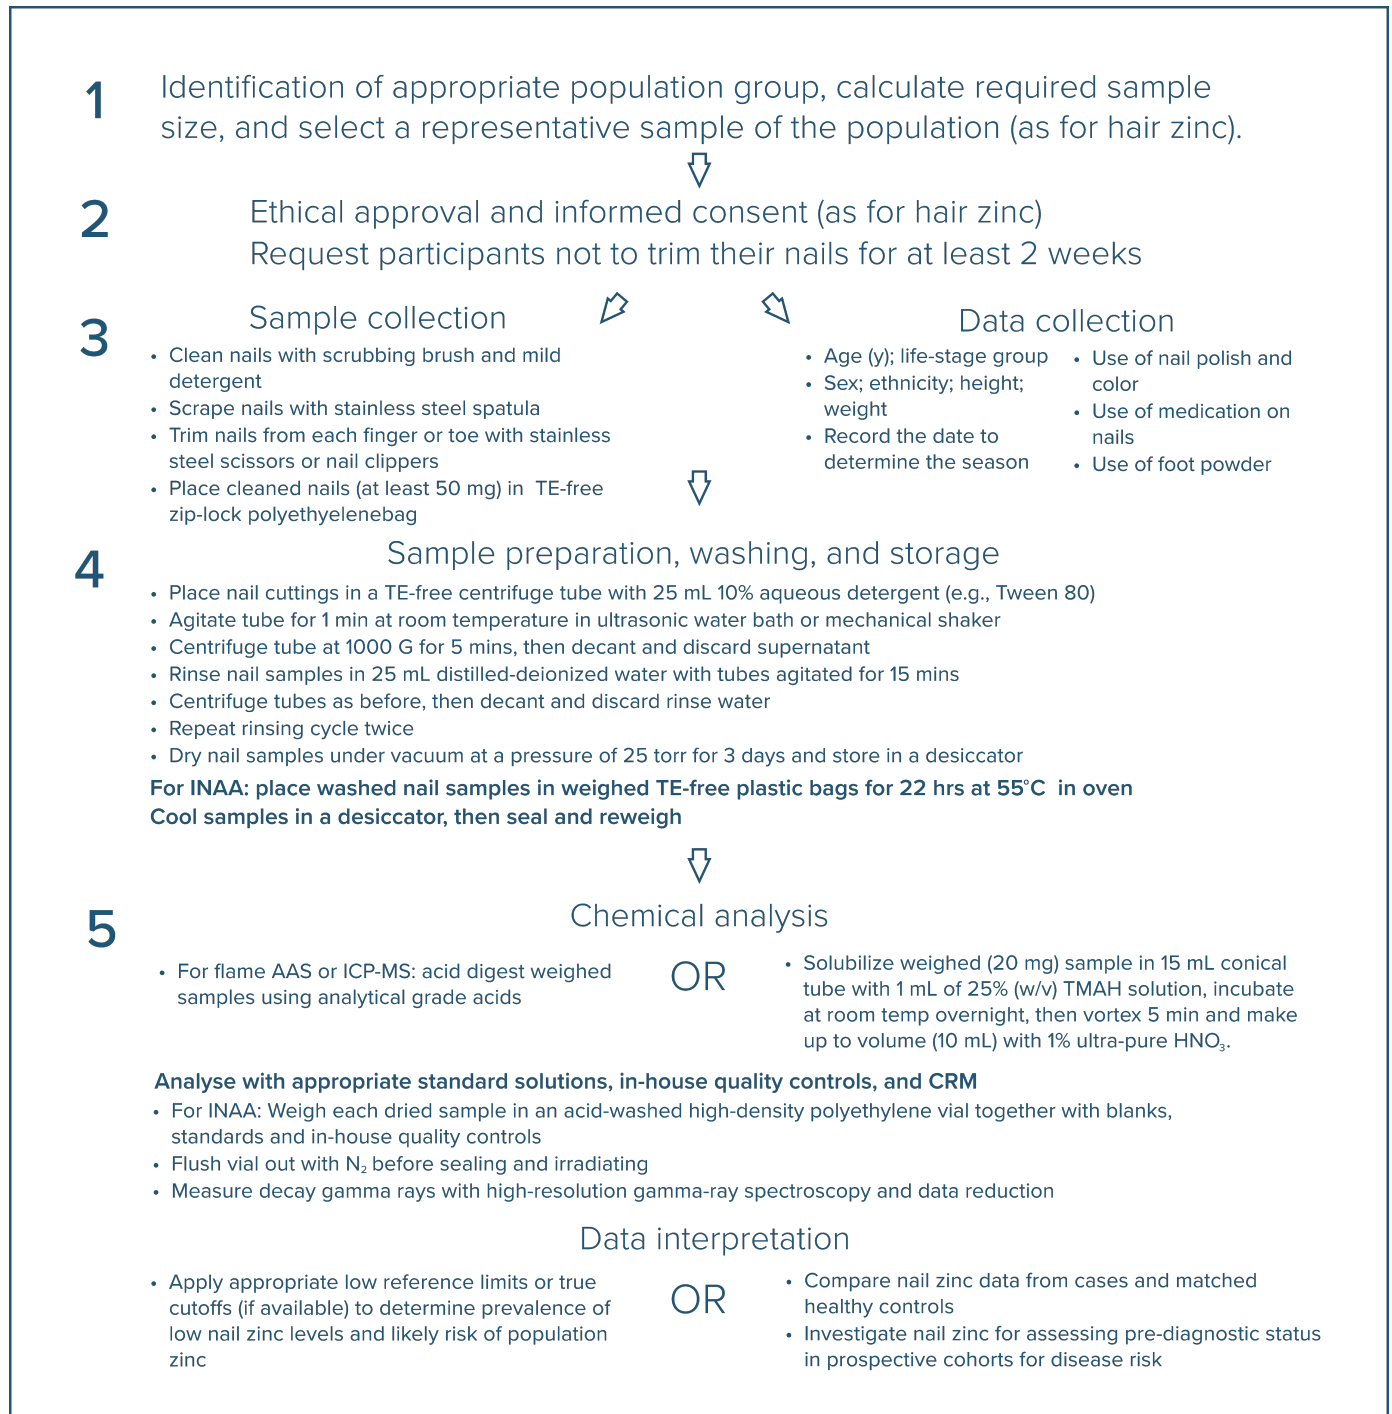 1
Identification of appropriate population group, calculate required sample
size, and select a representative sample of the population (as for hair zinc).
2
Ethical approval and informed consent (as for hair zinc)
Request participants not to trim their nails for at least 2 weeks
3
Sample collection
• Clean nails with scrubbing brush and mild
detergent
• Scrape nails with stainless steel spatula
• Trim nails from each finger or toe with stainless
steel scissors or nail clippers
• Place cleaned nails (at least 50 mg) in TE-free
zip-lock polyethyelenebag
Data collection
• Age (y); life-stage group
• Sex; ethnicity; height;
weight
• Record the date to
determine the season
• Use of nail polish and
color
• Use of medication on
nails
• Use of foot powder
4
Sample preparation, washing, and storage
• Place nail cuttings in a TE-free centrifuge tube with 25 mL 10% aqueous detergent (e.g., Tween 80)
• Agitate tube for 1 min at room temperature in ultrasonic water bath or mechanical shaker
• Centrifuge tube at 1000 G for 5 mins, then decant and discard supernatant
• Rinse nail samples in 25 mL distilled-deionized water with tubes agitated for 15 mins
• Centrifuge tubes as before, then decant and discard rinse water
• Repeat rinsing cycle twice
• Dry nail samples under vacuum at a pressure of 25 torr for 3 days and store in a desiccator
For INAA: place washed nail samples in weighed TE-free plastic bags for 22 hrs at 55°C in oven
Cool samples in a desiccator, then seal and reweigh
5
Chemical analysis
• For flame AAS or ICP-MS: acid digest weighed
samples using analytical grade acids
OR
• Solubilize weighed (20 mg) sample in 15 mL conical
tube with 1 mL of 25% (w/v) TMAH solution, incubate
at room temp overnight, then vortex 5 min and make
up to volume (10 mL) with 1% ultra-pure HNO₃.
Analyse with appropriate standard solutions, in-house quality controls, and CRM
• For INAA: Weigh each dried sample in an acid-washed high-density polyethylene vial together with blanks,
standards and in-house quality controls
• Flush vial out with N₂ before sealing and irradiating
• Measure decay gamma rays with high-resolution gamma-ray spectroscopy and data reduction
Data interpretation
• Apply appropriate low reference limits or true
cutoffs (if available) to determine prevalence of
low nail zinc levels and likely risk of population
zinc
OR
• Compare nail zinc data from cases and matched
healthy controls
• Investigate nail zinc for assessing pre-diagnostic status
in prospective cohorts for disease risk